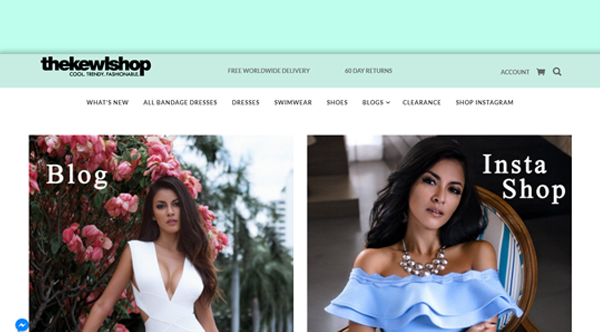 thekewlshop
COOL. TRENDY. FASHIONABLE.
FREE WORLDWIDE DELIVERY
60 DAY RETURNS
ACCOUNT
WHAT'S NEW
ALL BANDAGE DRESSES
DRESSES
SWIMWEAR
SHOES
BLOGS
CLEARANCE
SHOP INSTAGRAM
Blog
Insta
Shop